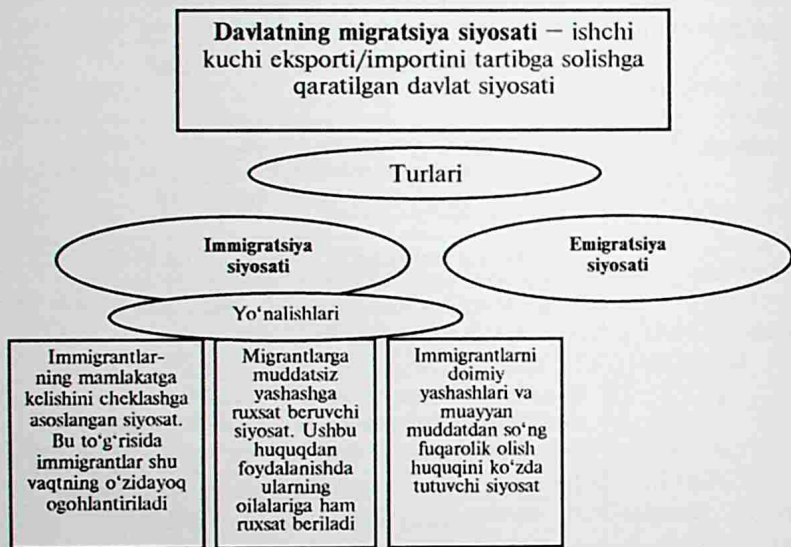 Davlatning migratsiya siyosati – ishchi
kuchi eksporti/importini tartibga solishga
qaratilgan davlat siyosati
Turlari
Immigratsiya
siyosati
Emigratsiya
siyosati
Yo‘nalishlari
Immigrantlar-
ning mamlakatga
kelishini cheklashga
asoslangan siyosat.
Bu to‘g‘risida
immigrantlar shu
vaqtning o‘zidayoq
ogohlantiriladi
Migrantlarga
muddatsiz
yashashga
ruxsat beruvchi
siyosat. Ushbu
huquqdan
foydalanishda
ularning
oilalariga ham
ruxsat beriladi
Immigrantlarni
doimiy
yashashlari va
muayyan
muddatdan so‘ng
fuqarolik olish
huquqini ko‘zda
tutuvchi siyosat